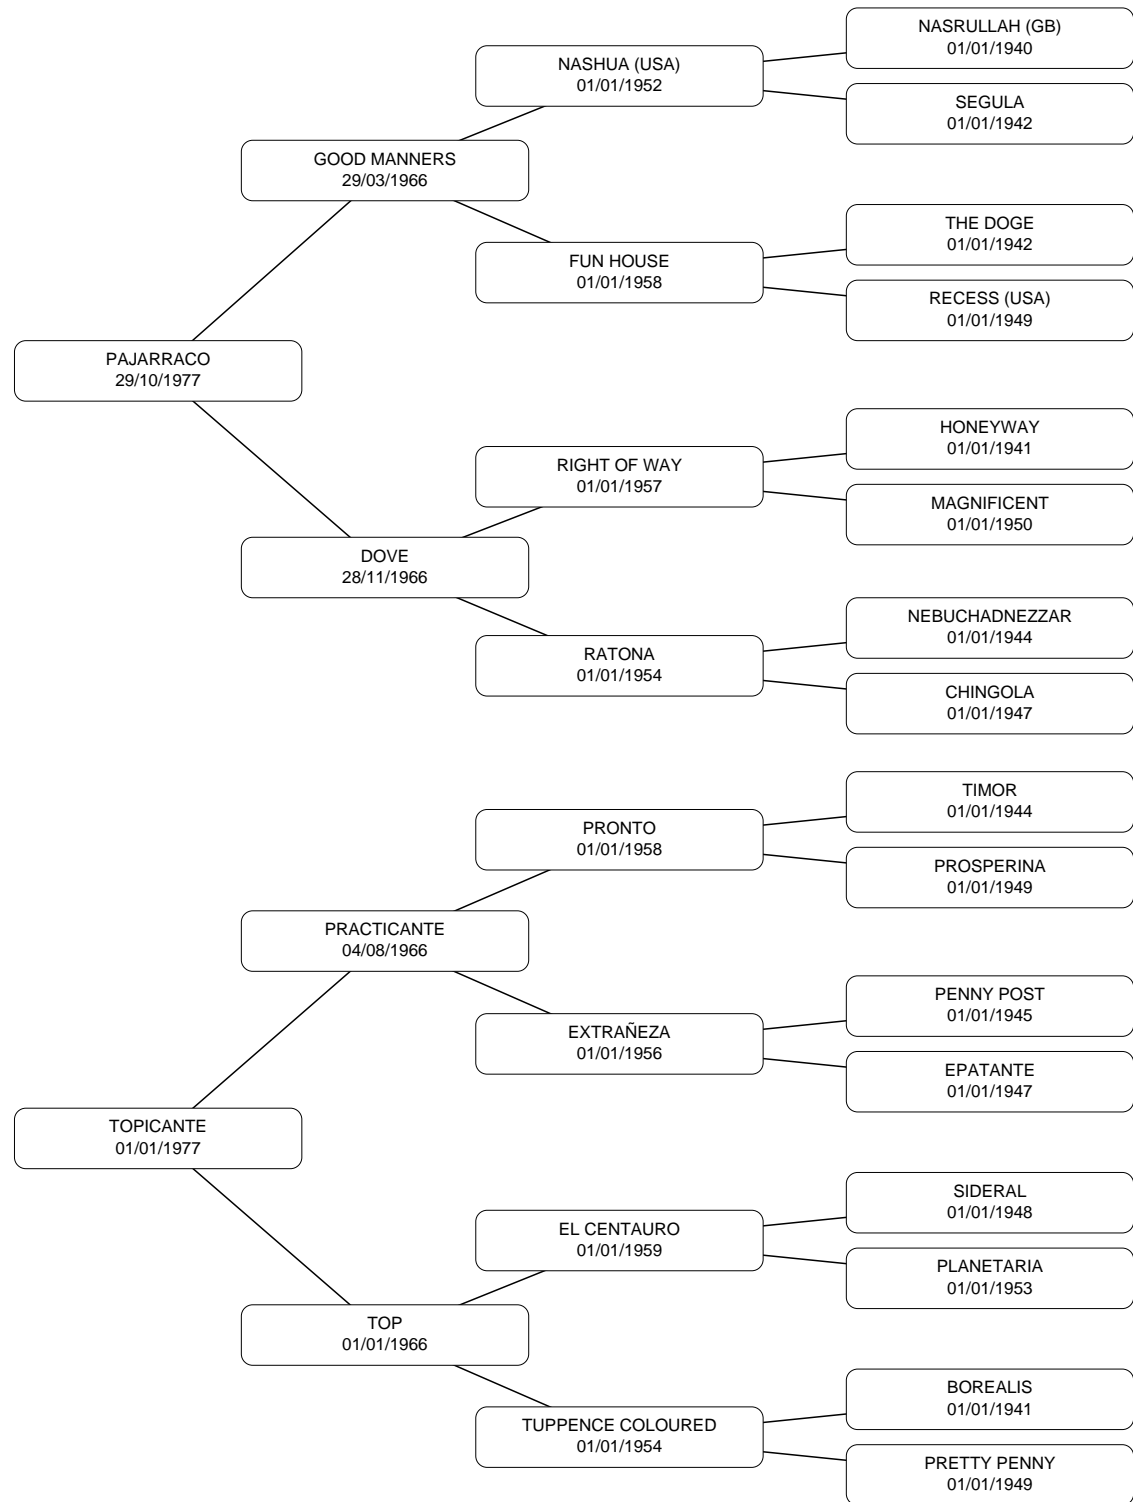 NASRULLAH (GB)
01/01/1940
NASHUA (USA)
01/01/1952
SEGULA
01/01/1942
GOOD MANNERS
29/03/1966
THE DOGE
01/01/1942
FUN HOUSE
01/01/1958
RECESS (USA)
01/01/1949
PAJARRACO
29/10/1977
HONEYWAY
01/01/1941
RIGHT OF WAY
01/01/1957
MAGNIFICENT
01/01/1950
DOVE
28/11/1966
NEBUCHADNEZZAR
01/01/1944
RATONA
01/01/1954
CHINGOLA
01/01/1947
TIMOR
01/01/1944
PRONTO
01/01/1958
PROSPERINA
01/01/1949
PRACTICANTE
04/08/1966
PENNY POST
01/01/1945
EXTRAÑEZA
01/01/1956
EPATANTE
01/01/1947
TOPICANTE
01/01/1977
SIDERAL
01/01/1948
EL CENTAURO
01/01/1959
PLANETARIA
01/01/1953
TOP
01/01/1966
BOREALIS
01/01/1941
TUPPENCE COLOURED
01/01/1954
PRETTY PENNY
01/01/1949